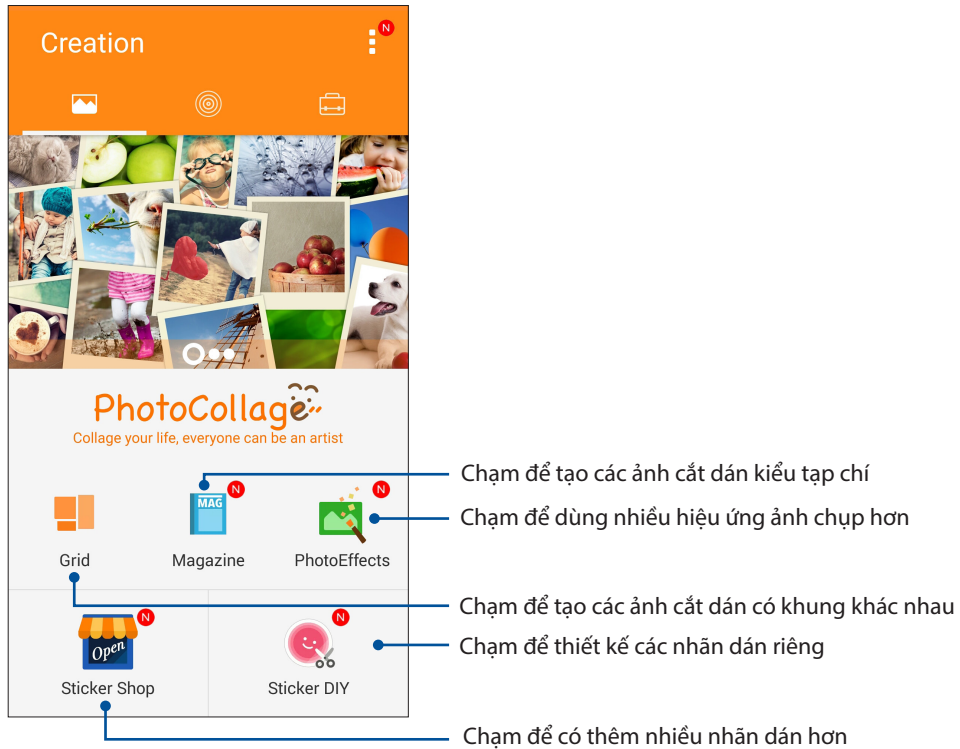 Creation
N
PhotoCollage
Collage your life, everyone can be an artist
Chạm để tạo các ảnh cắt dán kiểu tạp chí
N
N
MAG
Chạm để dùng nhiều hiệu ứng ảnh chụp hơn
Grid
Magazine
PhotoEffects
Chạm để tạo các ảnh cắt dán có khung khác nhau
N
N
Chạm để thiết kế các nhãn dán riêng
Open
Sticker Shop
Sticker DIY
Chạm để có thêm nhiều nhãn dán hơn